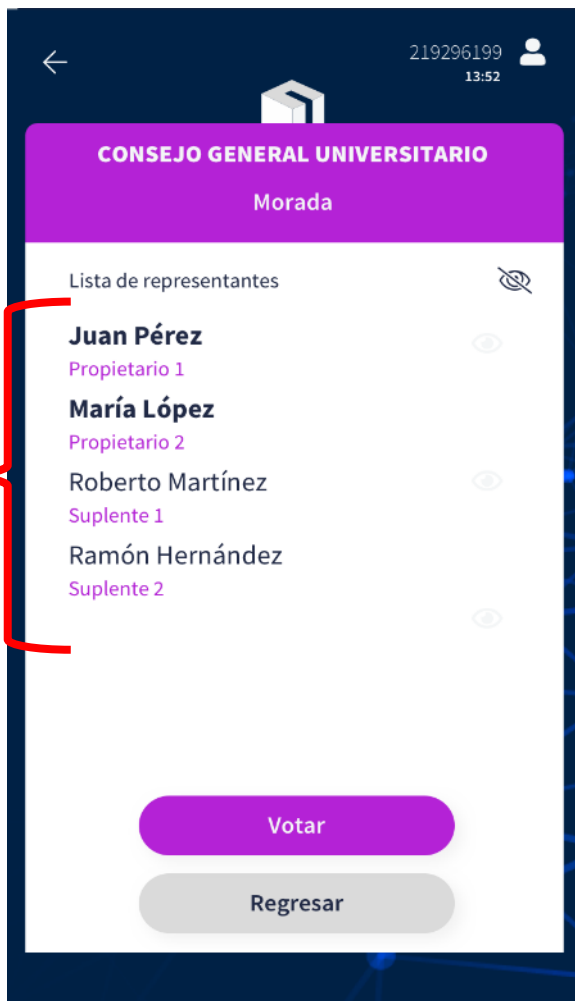 219296199
13:52
CONSEJO GENERAL UNIVERSITARIO
Morada
Lista de representantes
Juan Pérez
Propietario 1
María López
Propietario 2
Roberto Martínez
Suplente 1
Ramón Hernández
Suplente 2
Votar
Regresar